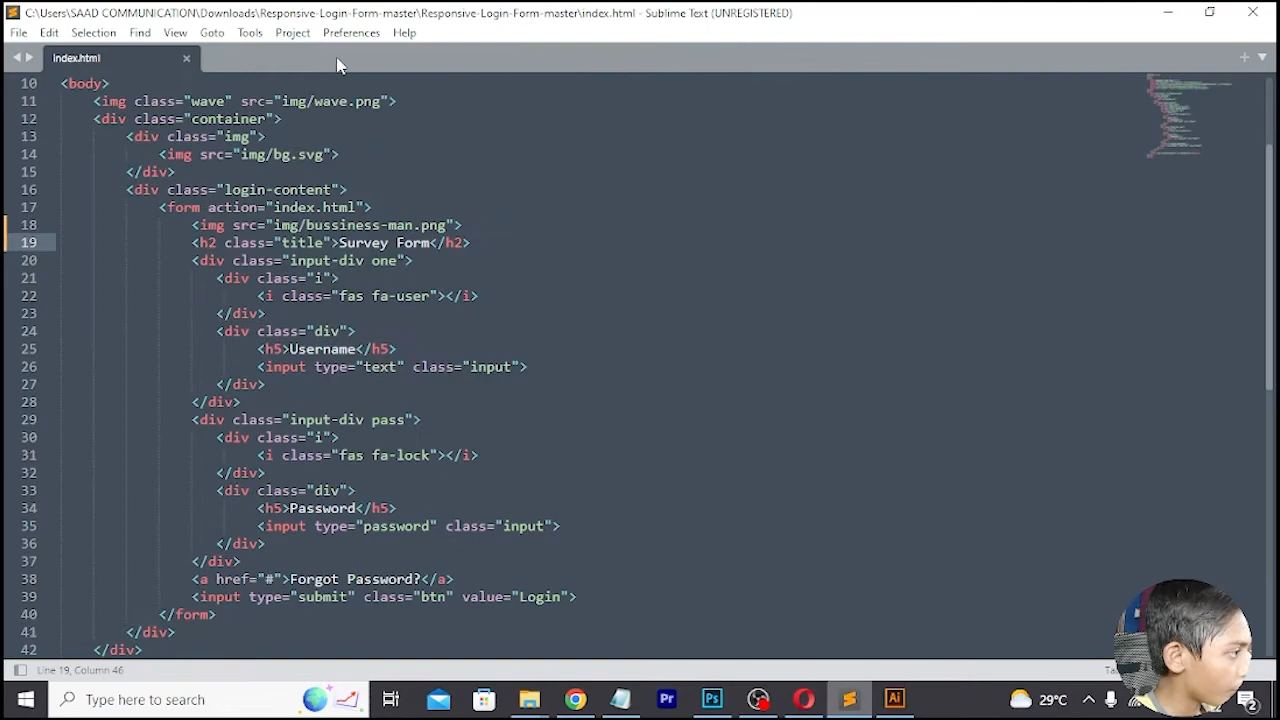 C:\Users\SAAD COMMUNICATION\Downloads\Responsive-Login-Form-master\Responsive-Login-Form-master\index.html - Sublime Text (UNREGISTERED)
File Edit Selection Find View Goto Tools Project Preferences Help
index.html
10 <body>
11 <img class="wave" src="img/wave.png">
12 <div class="container">
13 <div class="img">
14 <img src="img/bg.svg">
15 </div>
16 <div class="login-content">
17 <form action="index.html">
18 <img src="img/bussiness-man.png">
19 <h2 class="title">Survey Form</h2>
20 <div class="input-div one">
21 <div class="i">
22 <i class="fas fa-user"></i>
23 </div>
24 <div class="div">
25 <h5>Username</h5>
26 <input type="text" class="input">
27 </div>
28 </div>
29 <div class="input-div pass">
30 <div class="i">
31 <i class="fas fa-lock"></i>
32 </div>
33 <div class="div">
34 <h5>Password</h5>
35 <input type="password" class="input">
36 </div>
37 </div>
38 <a href="#">Forgot Password?</a>
39 <input type="submit" class="btn" value="Login">
40 </form>
41 </div>
42 </div>
Line 19, Column 46
Type here to search
Pr
Ps
Ai
29°C
2